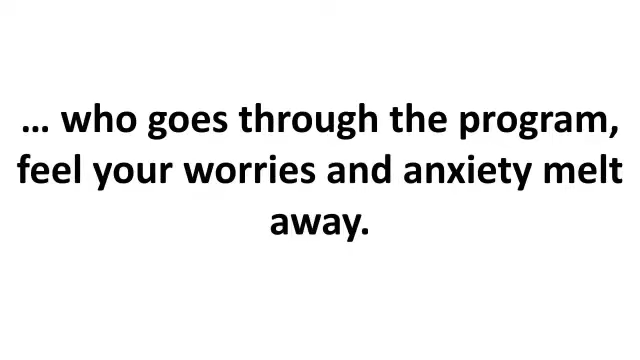 … who goes through the program,
feel your worries and anxiety melt
away.